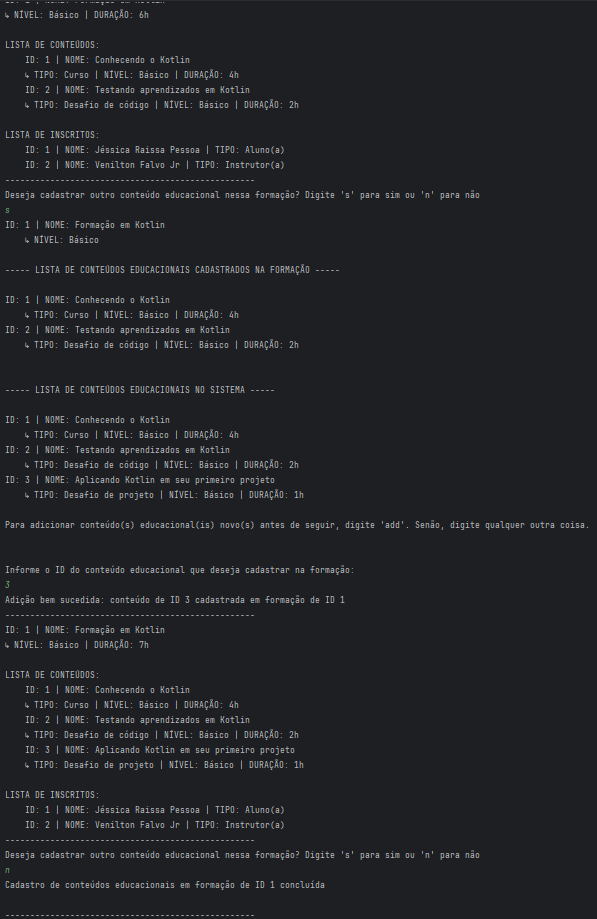 ↳ NÍVEL: Básico | DURAÇÃO: 6h
LISTA DE CONTEÚDOS:
ID: 1 | NOME: Conhecendo o Kotlin
↳ TIPO: Curso | NÍVEL: Básico | DURAÇÃO: 4h
ID: 2 | NOME: Testando aprendizados em Kotlin
↳ TIPO: Desafio de código | NÍVEL: Básico | DURAÇÃO: 2h
LISTA DE INSCRITOS:
ID: 1 | NOME: Jéssica Raissa Pessoa | TIPO: Aluno(a)
ID: 2 | NOME: Venilton Falvo Jr | TIPO: Instrutor(a)
--------------------------------------------------
Deseja cadastrar outro conteúdo educacional nessa formação? Digite 's' para sim ou 'n' para não
s
ID: 1 | NOME: Formação em Kotlin
↳ NÍVEL: Básico
----- LISTA DE CONTEÚDOS EDUCACIONAIS CADASTRADOS NA FORMAÇÃO -----
ID: 1 | NOME: Conhecendo o Kotlin
↳ TIPO: Curso | NÍVEL: Básico | DURAÇÃO: 4h
ID: 2 | NOME: Testando aprendizados em Kotlin
↳ TIPO: Desafio de código | NÍVEL: Básico | DURAÇÃO: 2h
----- LISTA DE CONTEÚDOS EDUCACIONAIS NO SISTEMA -----
ID: 1 | NOME: Conhecendo o Kotlin
↳ TIPO: Curso | NÍVEL: Básico | DURAÇÃO: 4h
ID: 2 | NOME: Testando aprendizados em Kotlin
↳ TIPO: Desafio de código | NÍVEL: Básico | DURAÇÃO: 2h
ID: 3 | NOME: Aplicando Kotlin em seu primeiro projeto
↳ TIPO: Desafio de projeto | NÍVEL: Básico | DURAÇÃO: 1h
Para adicionar conteúdo(s) educacional(is) novo(s) antes de seguir, digite 'add'. Senão, digite qualquer outra coisa.
Informe o ID do conteúdo educacional que deseja cadastrar na formação:
3
Adição bem sucedida: conteúdo de ID 3 cadastrada em formação de ID 1
--------------------------------------------------
ID: 1 | NOME: Formação em Kotlin
↳ NÍVEL: Básico | DURAÇÃO: 7h
LISTA DE CONTEÚDOS:
ID: 1 | NOME: Conhecendo o Kotlin
↳ TIPO: Curso | NÍVEL: Básico | DURAÇÃO: 4h
ID: 2 | NOME: Testando aprendizados em Kotlin
↳ TIPO: Desafio de código | NÍVEL: Básico | DURAÇÃO: 2h
ID: 3 | NOME: Aplicando Kotlin em seu primeiro projeto
↳ TIPO: Desafio de projeto | NÍVEL: Básico | DURAÇÃO: 1h
LISTA DE INSCRITOS:
ID: 1 | NOME: Jéssica Raissa Pessoa | TIPO: Aluno(a)
ID: 2 | NOME: Venilton Falvo Jr | TIPO: Instrutor(a)
--------------------------------------------------
Deseja cadastrar outro conteúdo educacional nessa formação? Digite 's' para sim ou 'n' para não
n
Cadastro de conteúdos educacionais em formação de ID 1 concluída
--------------------------------------------------